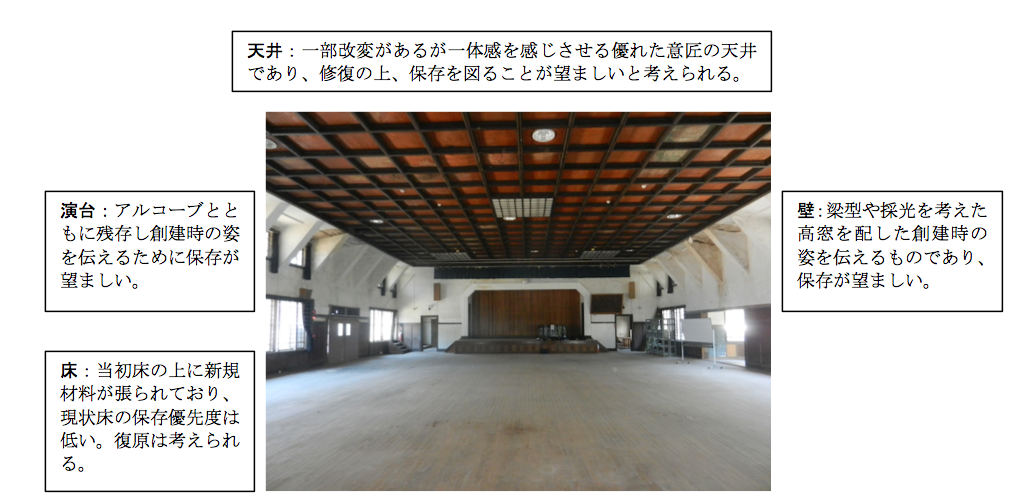 天井：一部改変があるが一体感を感じさせる優れた意匠の天井
であり、修復の上、保存を図ることが望ましいと考えられる。
演台：アルコーブとと
もに残存し創建時の姿
を伝えるために保存が
望ましい。
壁：梁型や採光を考えた
高窓を配した創建時の
姿を伝えるものであり、
保存が望ましい。
床：当初床の上に新規
材料が張られており、
現状床の保存優先度は
低い。復原は考えられ
る。